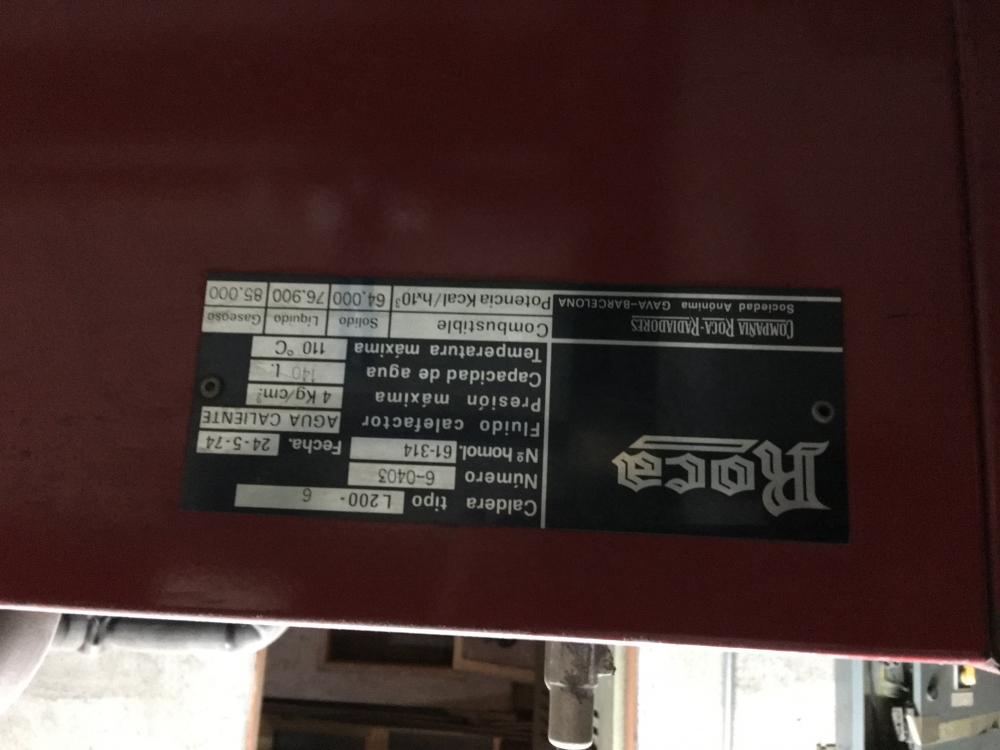 Roca
COMPAÑIA ROCA-RADIADORES
Sociedad Anónima GAVA-BARCELONA
Caldera tipo L 200- 6
Número 6-0403
Nº homol. 61-314 Fecha. 24-5-74
Fluido calefactor AGUA CALIENTE
Presión máxima 4 Kg/cm²
Capacidad de agua 140 L.
Temperatura máxima 110 °C
Combustible Solido Liquido Gaseoso
Potencia Kcal/hx10³ 64.000 76.900 85.000